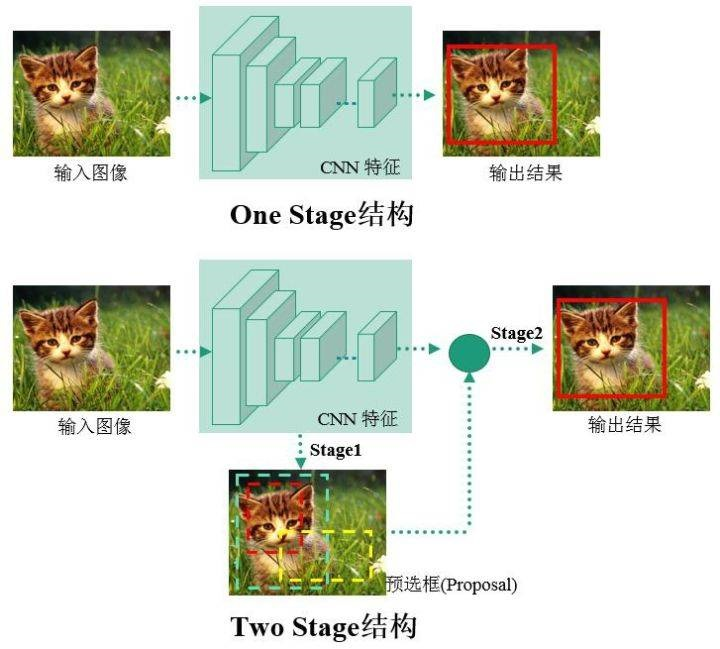 输入图像
CNN 特征
输出结果
One Stage结构
输入图像
CNN 特征
Stage2
输出结果
Stage1
预选框(Proposal)
Two Stage结构